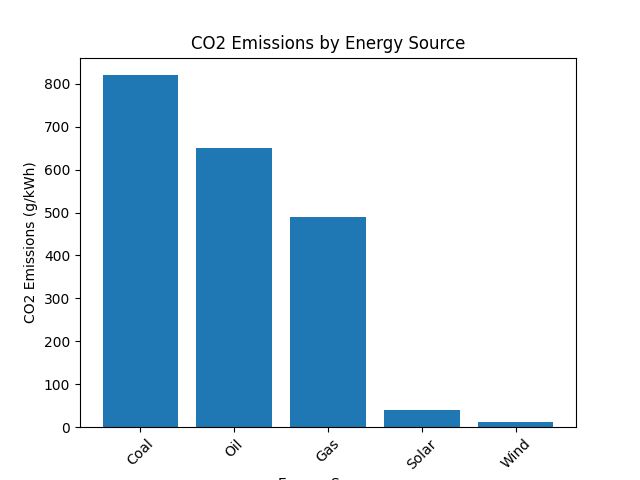 CO2 Emissions by Energy Source
CO2 Emissions (g/kWh)
800
700
600
500
400
300
200
100
0
Coal
Oil
Gas
Solar
Wind